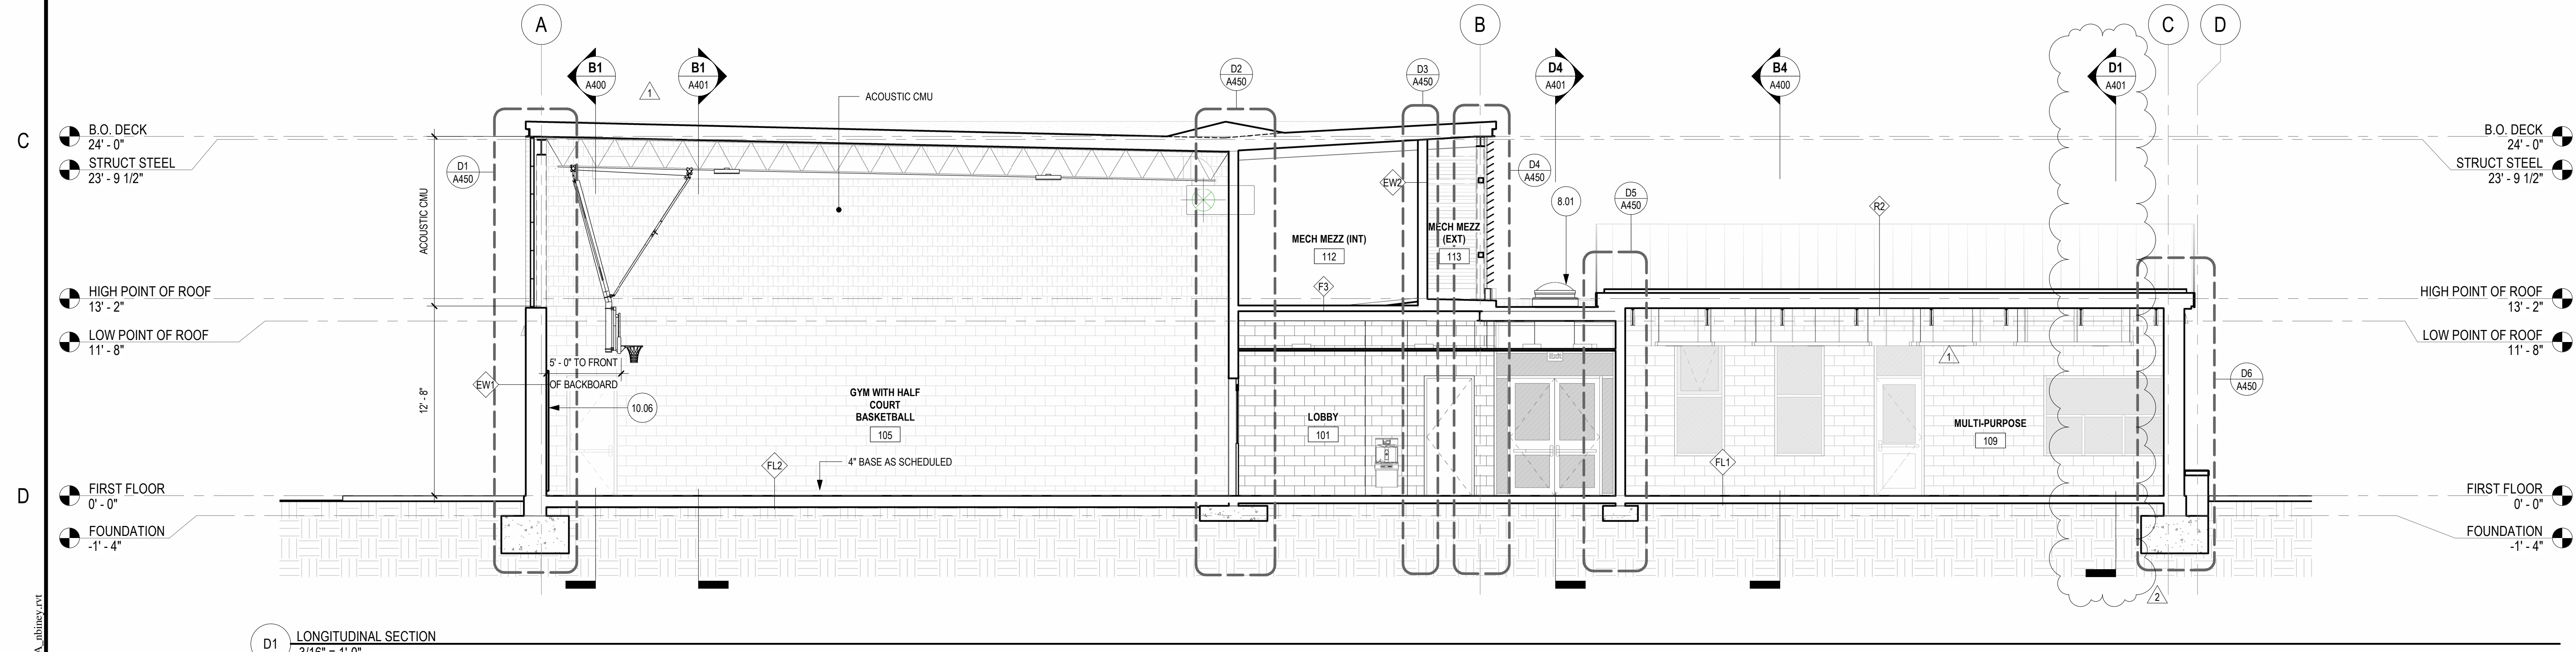 A
B
C
D
B1
A400
B1
A401
D2
A450
D3
A450
D4
A401
B4
A400
D1
A401
1
ACOUSTIC CMU
C
B.O. DECK
24' - 0"
STRUCT STEEL
23' - 9 1/2"
D1
A450
D4
A450
B.O. DECK
24' - 0"
STRUCT STEEL
23' - 9 1/2"
EW2
8.01
D5
A450
R2
ACOUSTIC CMU
MECH MEZZ (INT)
112
MECH MEZZ
(EXT)
113
F3
HIGH POINT OF ROOF
13' - 2"
LOW POINT OF ROOF
11' - 8"
HIGH POINT OF ROOF
13' - 2"
LOW POINT OF ROOF
11' - 8"
5' - 0" TO FRONT
OF BACKBOARD
1
EW1
12' - 8"
10.06
GYM WITH HALF
COURT
BASKETBALL
105
LOBBY
101
MULTI-PURPOSE
109
D6
A450
FL2
4" BASE AS SCHEDULED
FL1
D
FIRST FLOOR
0' - 0"
FOUNDATION
-1' - 4"
FIRST FLOOR
0' - 0"
FOUNDATION
-1' - 4"
2
A_nbiney.rvt
D1
LONGITUDINAL SECTION
3/16" = 1'-0"